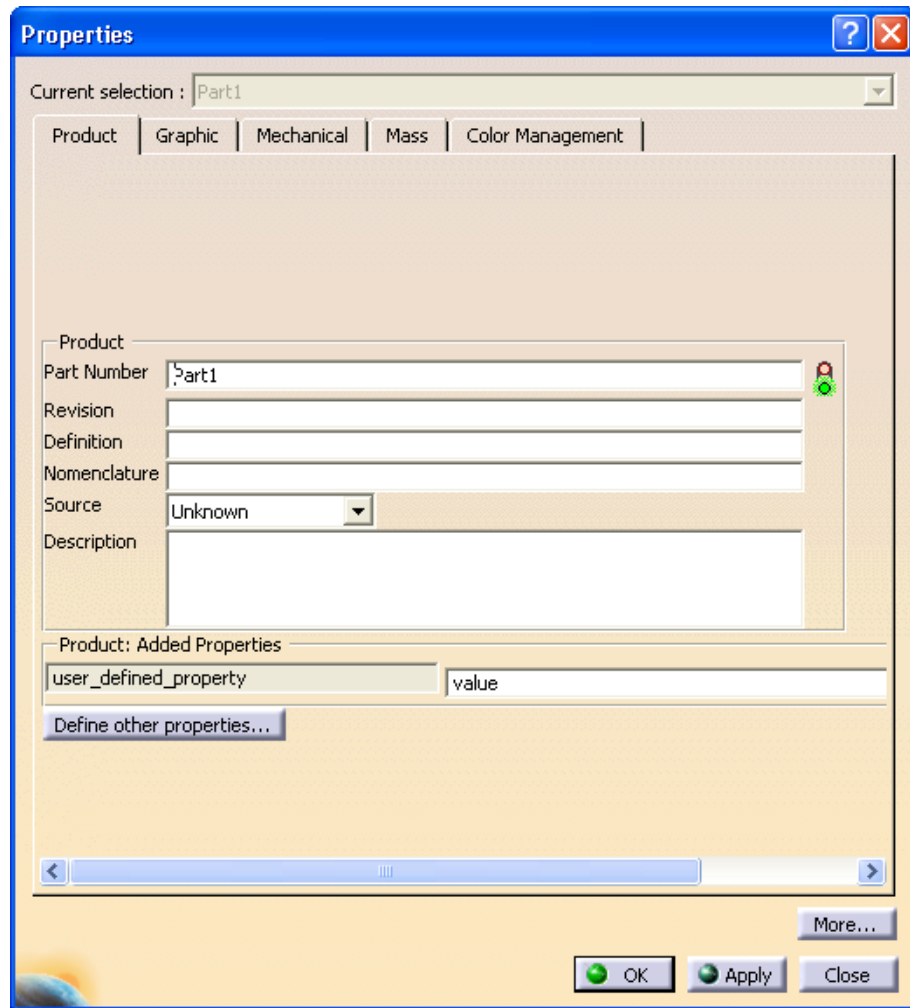 Properties
Current selection : Part1
Product Graphic Mechanical Mass Color Management
Product
Part Number Part1
Revision
Definition
Nomenclature
Source Unknown
Description
Product: Added Properties
user_defined_property value
Define other properties...
More...
OK Apply Close